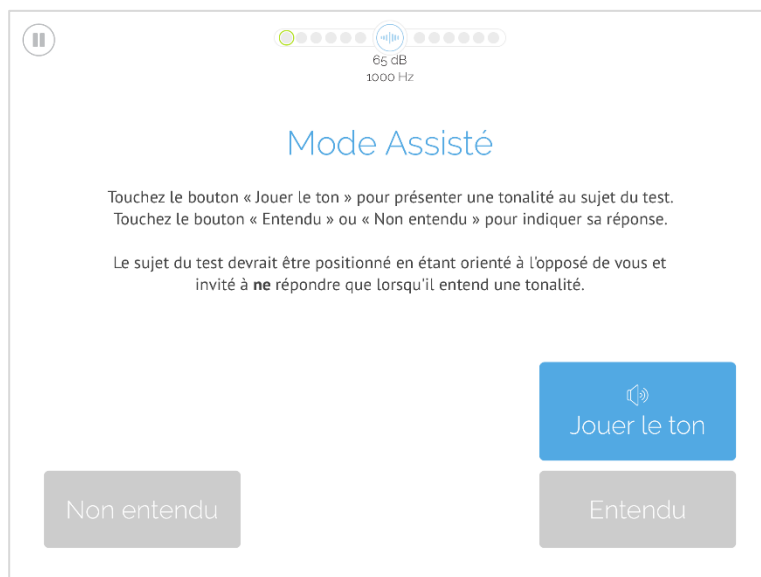 65 dB
1000 Hz
Mode Assisté
Touchez le bouton « Jouer le ton » pour présenter une tonalité au sujet du test.
Touchez le bouton « Entendu » ou « Non entendu » pour indiquer sa réponse.
Le sujet du test devrait être positionné en étant orienté à l'opposé de vous et
invité à ne répondre que lorsqu'il entend une tonalité.
Jouer le ton
Non entendu
Entendu